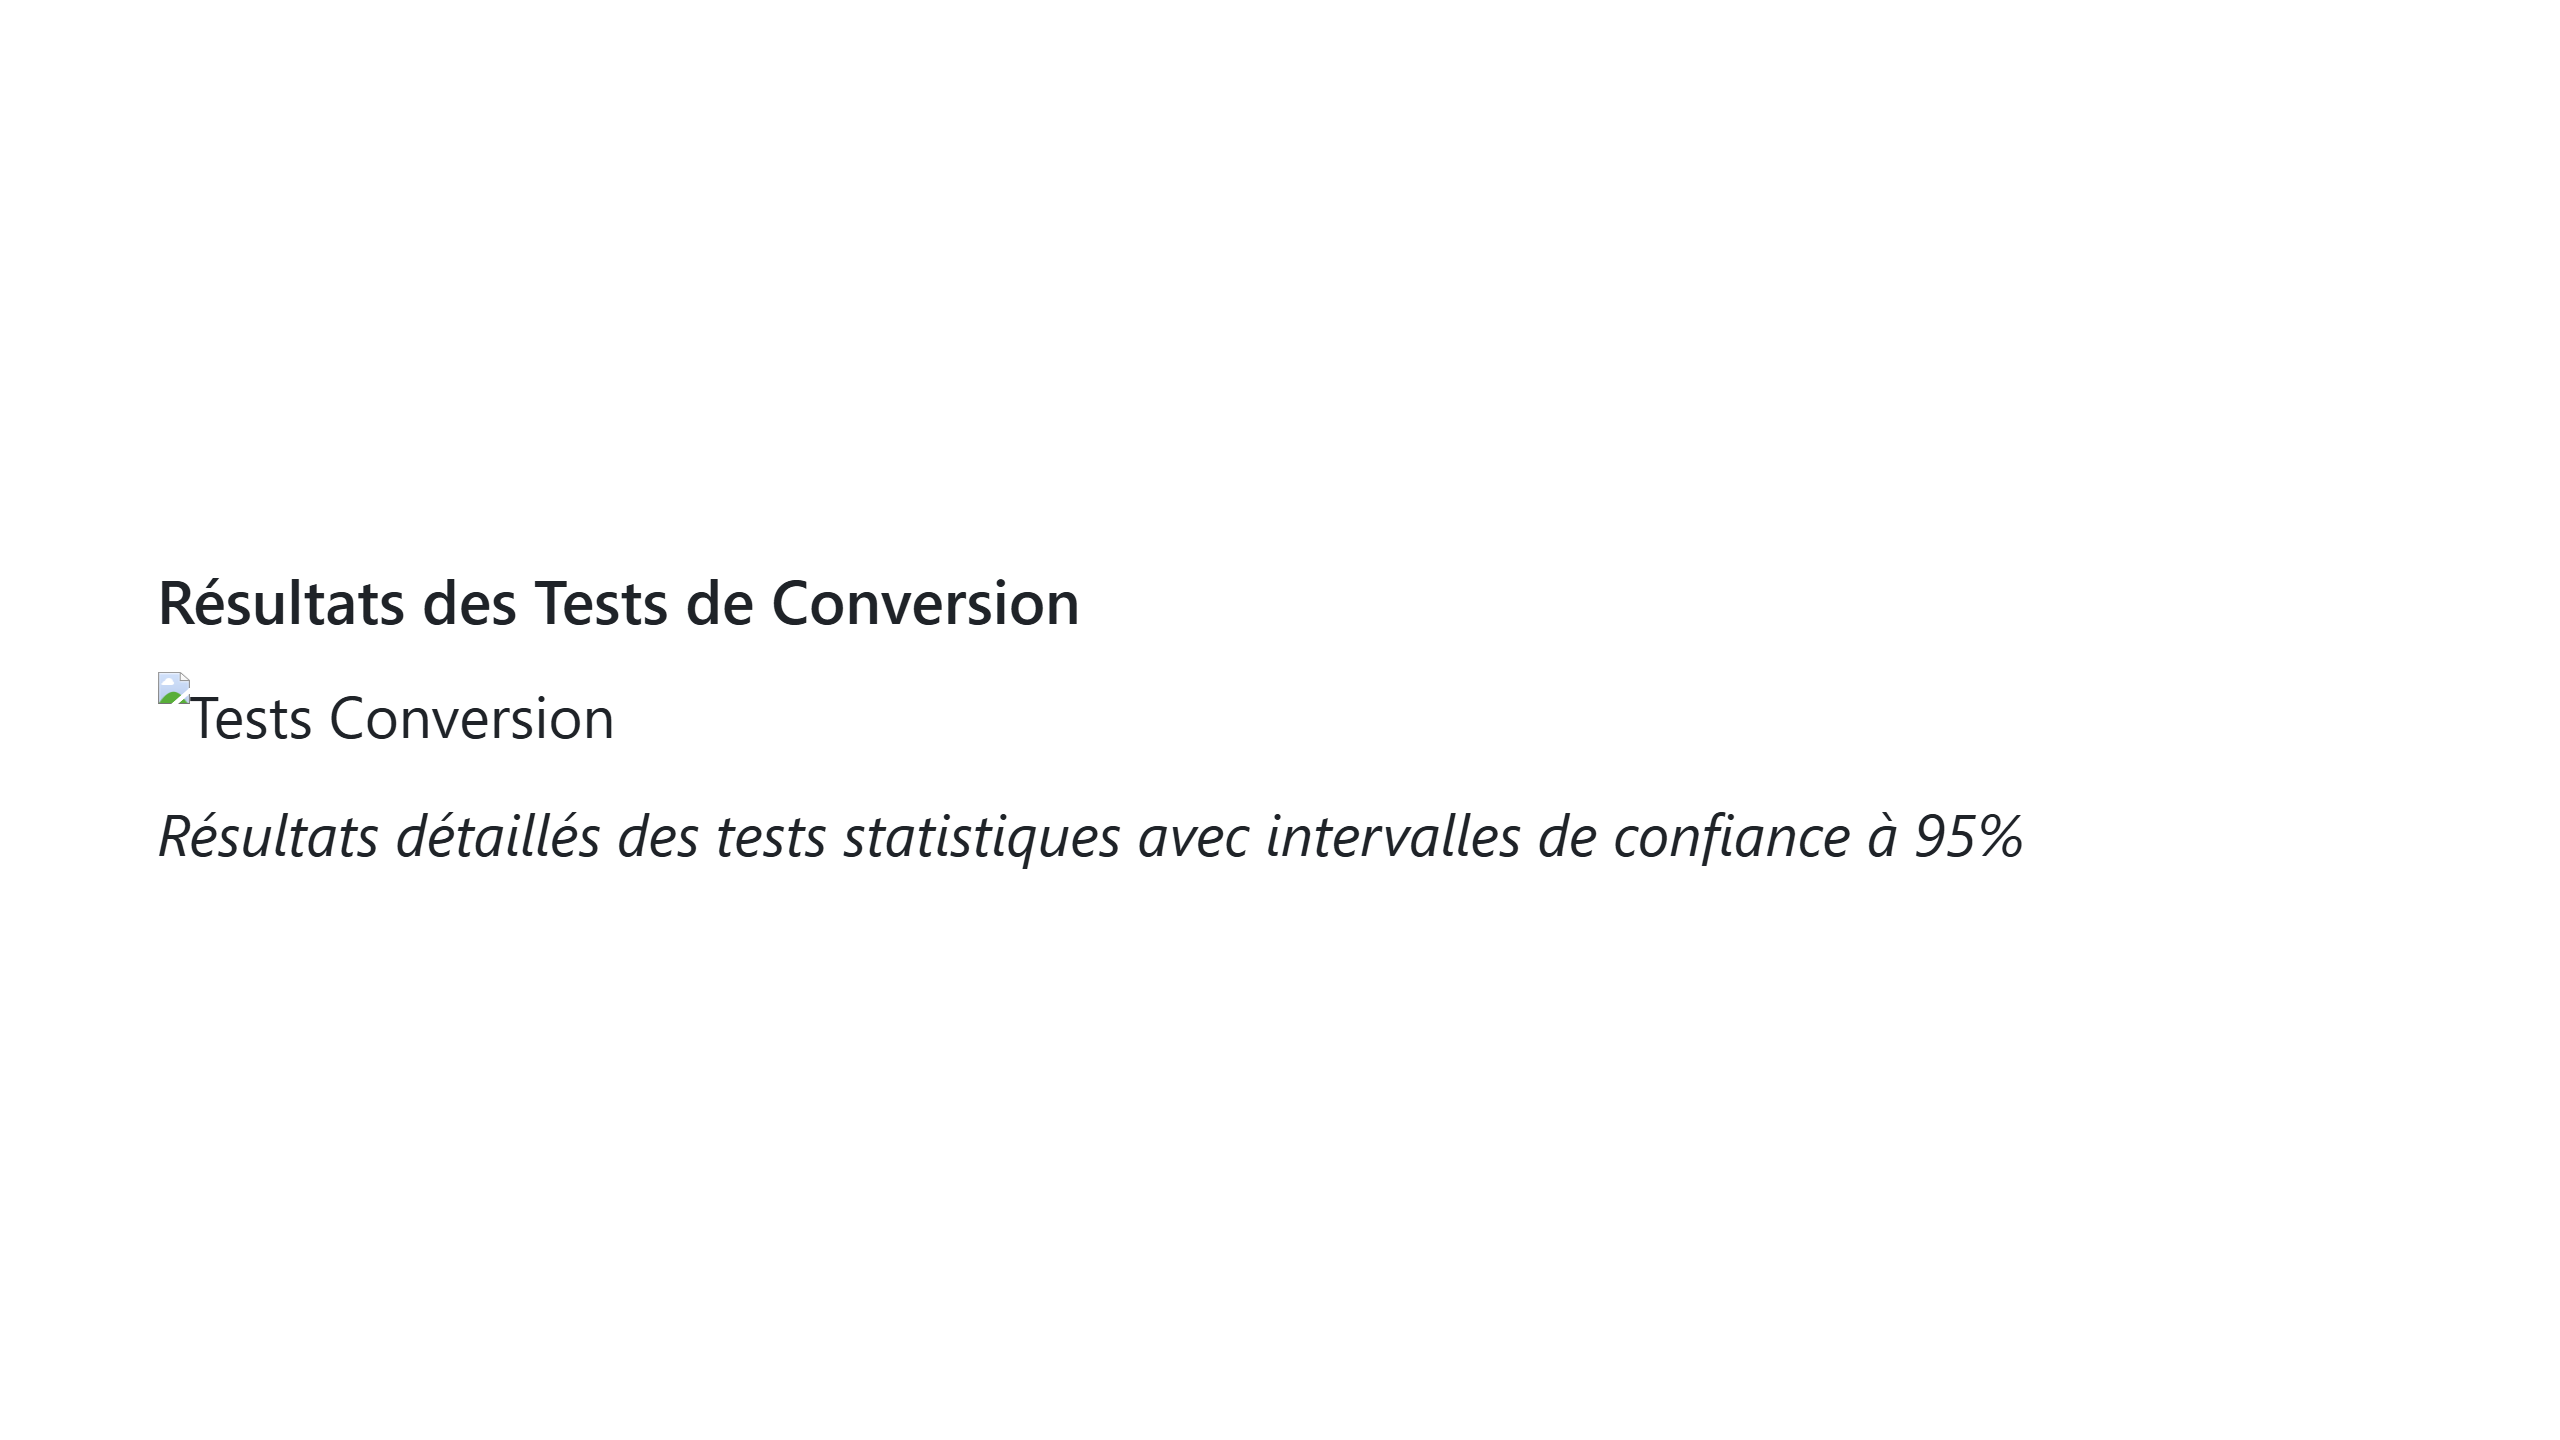 Résultats des Tests de Conversion
Tests Conversion
Résultats détaillés des tests statistiques avec intervalles de confiance à 95%